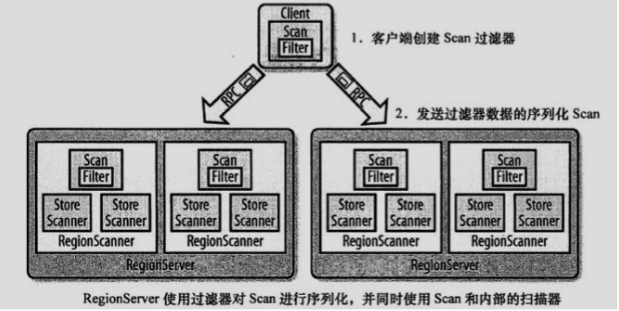 Client
Scan
Filter
1. 客户端创建 Scan 过滤器
RPC
RPC
2. 发送过滤器数据的序列化 Scan
Scan
Filter
Store Scanner
Store Scanner
RegionScanner
Scan
Filter
Store Scanner
Store Scanner
RegionScanner
RegionServer
Scan
Filter
Store Scanner
Store Scanner
RegionScanner
Scan
Filter
Store Scanner
Store Scanner
RegionScanner
RegionServer
RegionServer 使用过滤器对 Scan 进行序列化，并同时使用 Scan 和内部的扫描器